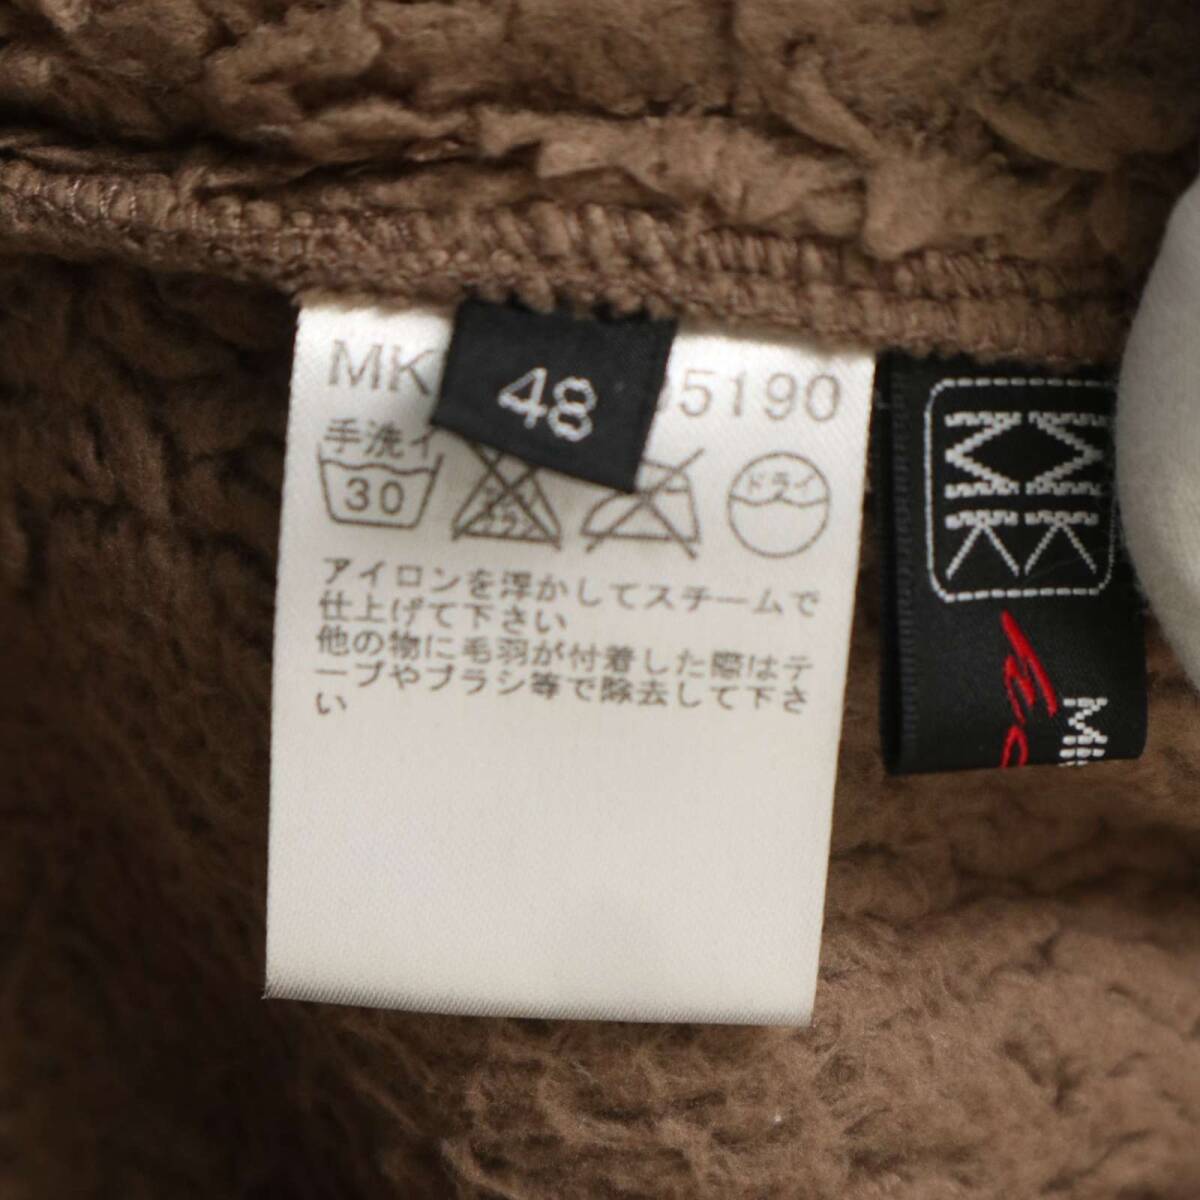 MK
48
5190
手洗イ
30
ドライ
アイロンを浮かしてスチームで
仕上げて下さい
他の物に毛羽が付着した際はテ
ープやブラシ等で除去して下さ
い